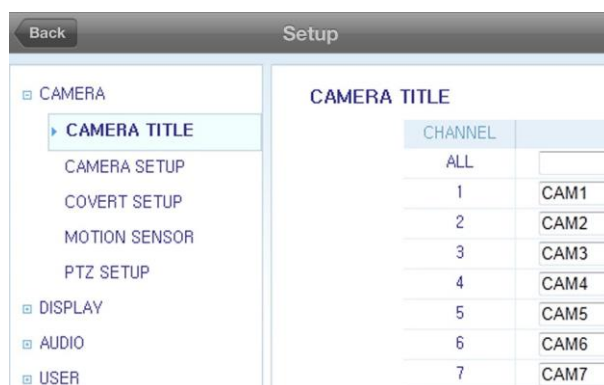 Back
Setup
CAMERA
CAMERA TITLE
CAMERA SETUP
COVERT SETUP
MOTION SENSOR
PTZ SETUP
DISPLAY
AUDIO
USER
CAMERA TITLE
CHANNEL
ALL
1 CAM1
2 CAM2
3 CAM3
4 CAM4
5 CAM5
6 CAM6
7 CAM7